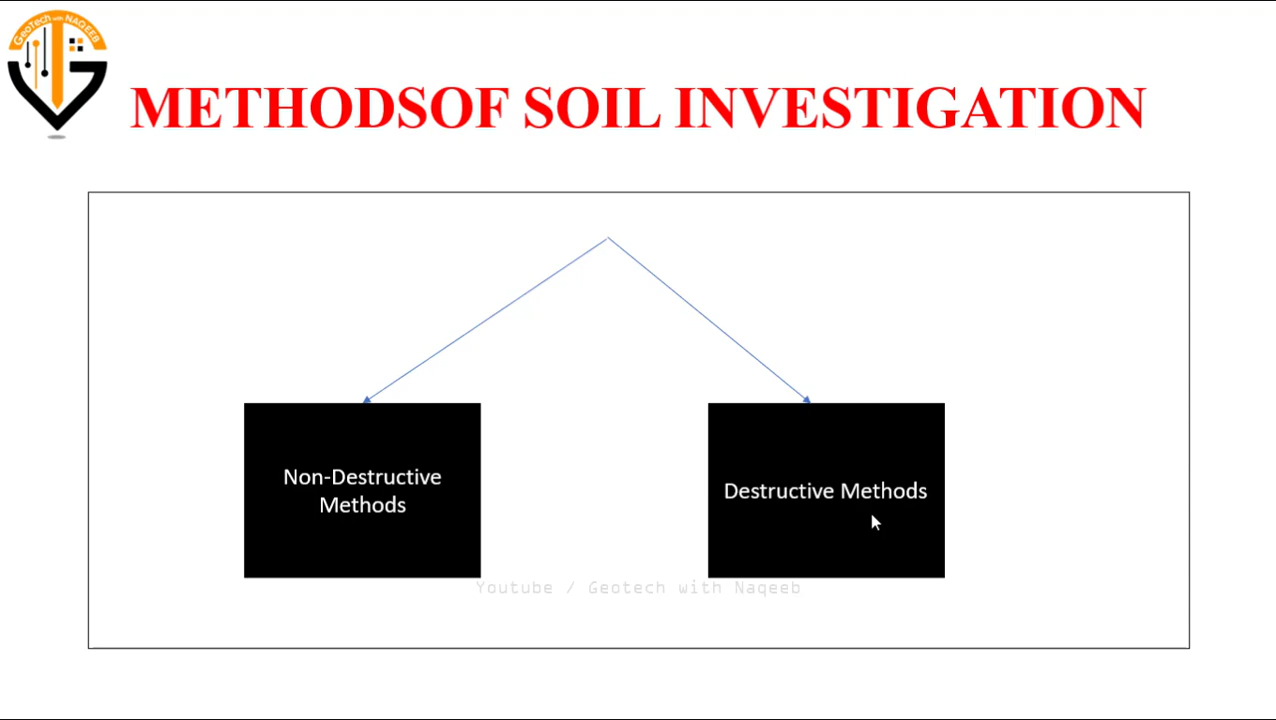 GeoTech with NAQEEB
METHODSOF SOIL INVESTIGATION
Non-Destructive
Methods
Destructive Methods
Youtube / Geotech with Naqeeb